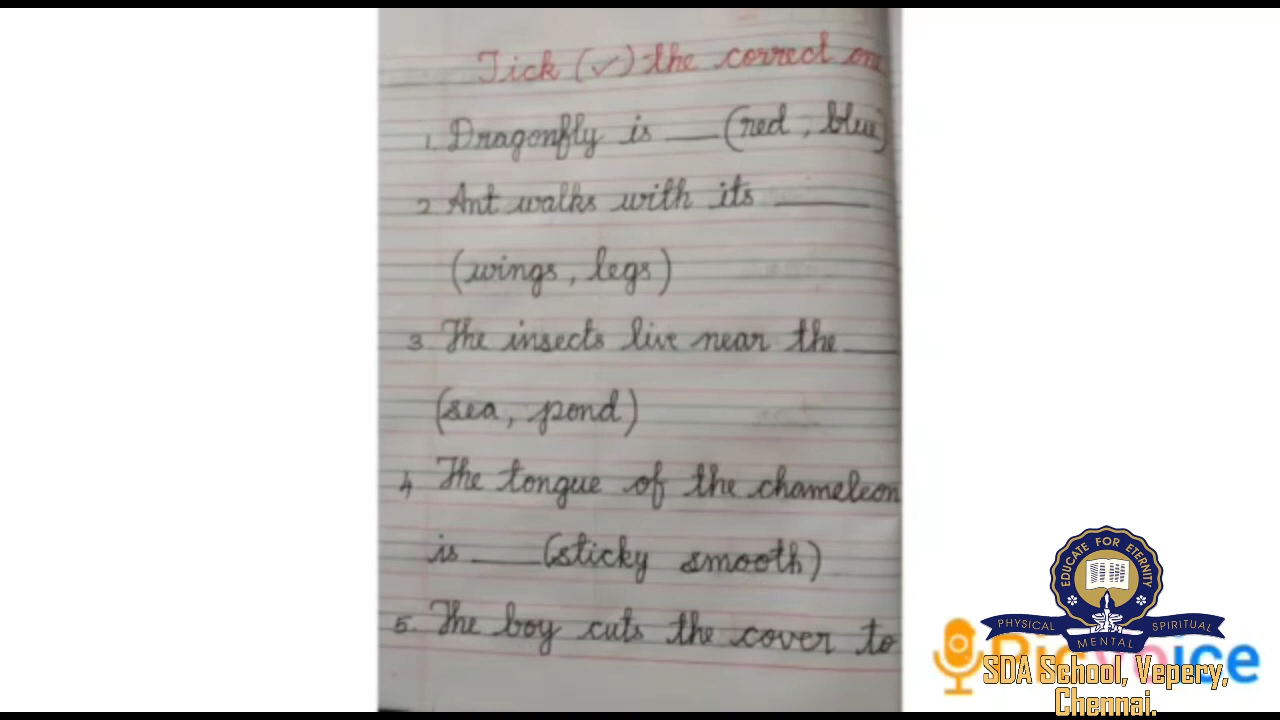 Tick (✓) the correct one
1. Dragonfly is ___ (red, blue)
2 Ant walks with its ______
(wings, legs)
3 The insects live near the ___
(sea, pond)
4 The tongue of the chameleon
is ___ (sticky smooth)
5. The boy cuts the cover to
EDUCATE FOR ETERNITY
PHYSICAL MENTAL SPIRITUAL
SDA School, Vepery,
Chennai.